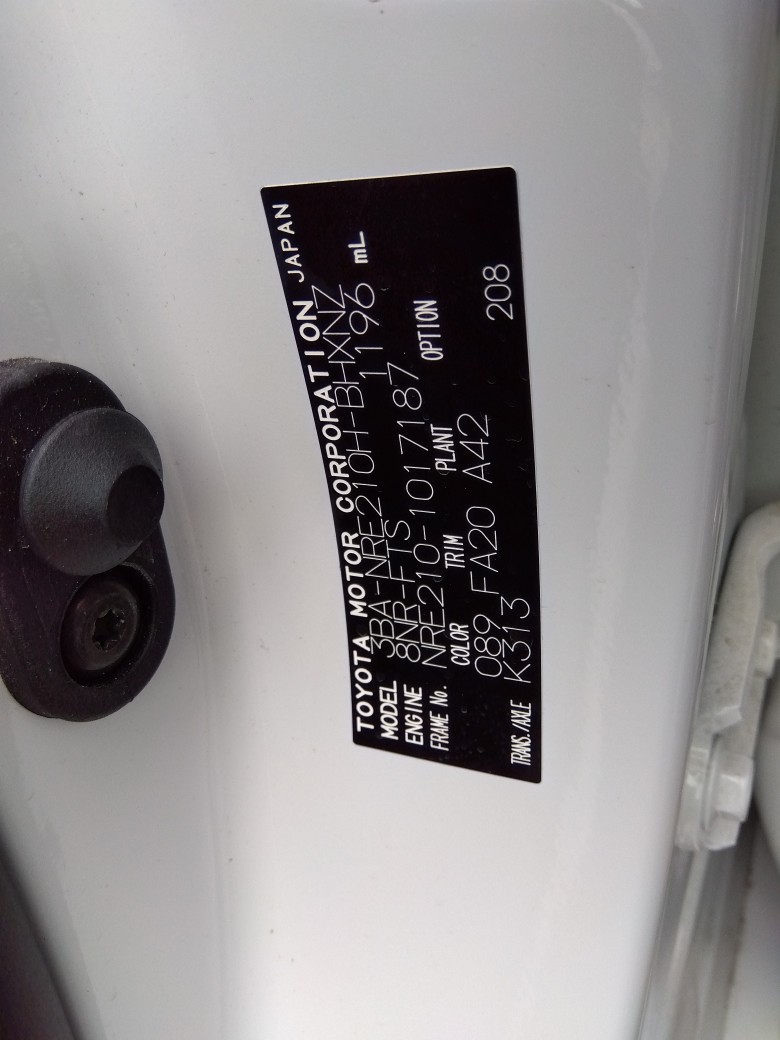 TOYOTA MOTOR CORPORATION JAPAN
MODEL 3BA-NRE210H-BHXNZ
ENGINE 8NR-FTS 1196 mL
FRAME No. NRE210-1017187
COLOR TRIM PLANT OPTION
089 FA20 A42 208
TRANS./AXLE K313